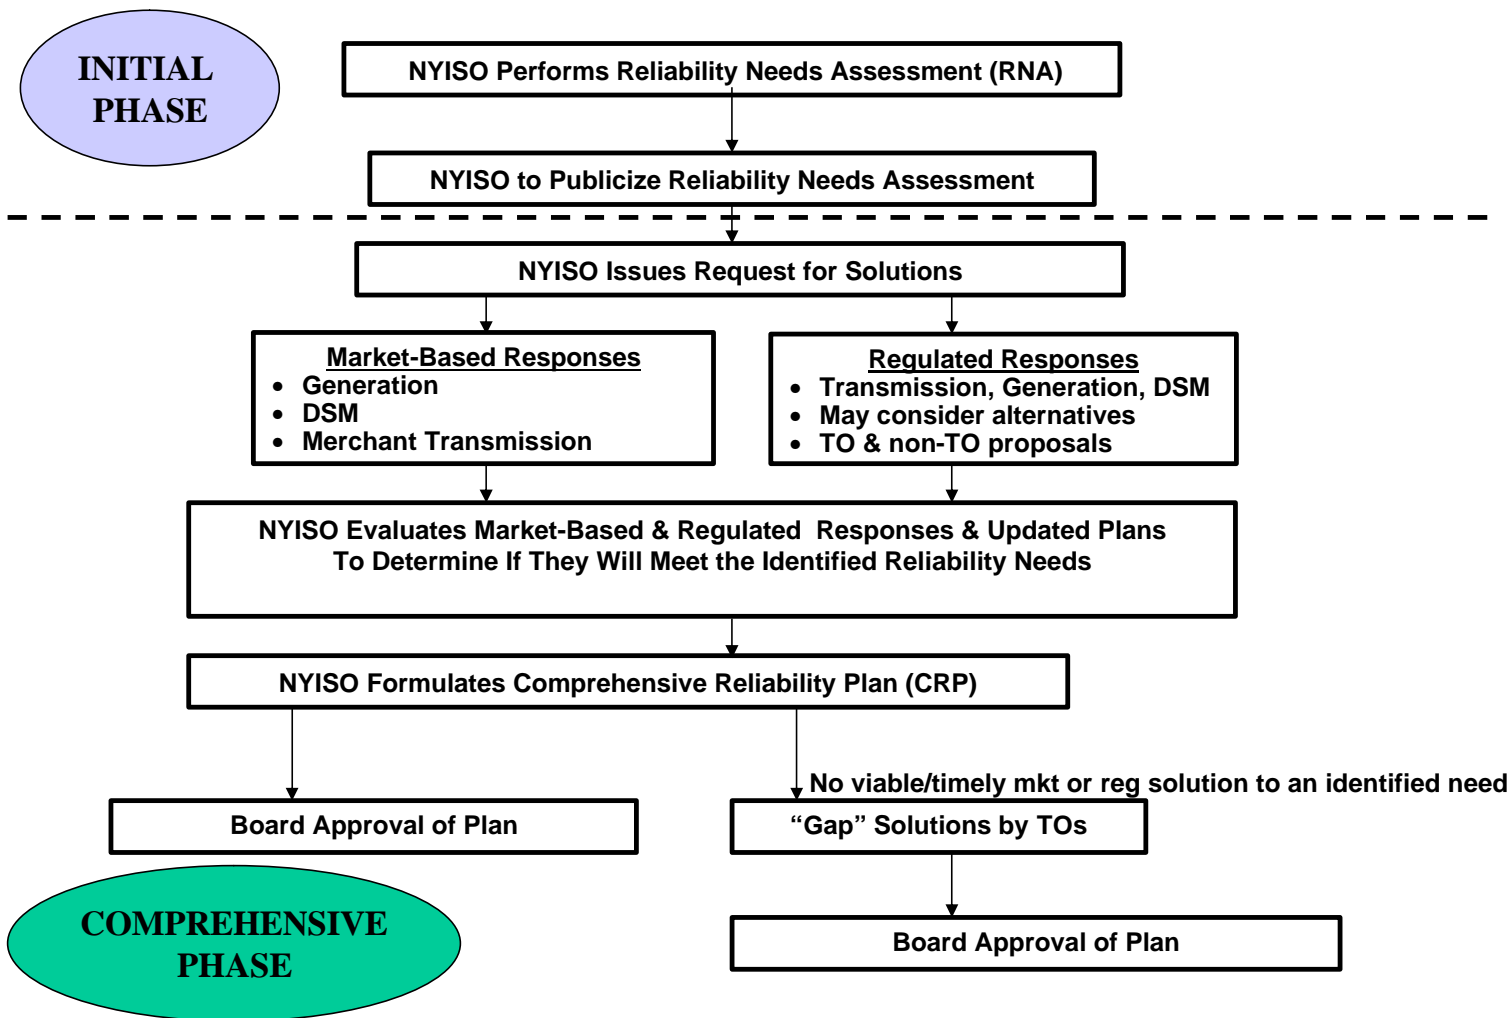 INITIAL
PHASE
NYISO Performs Reliability Needs Assessment (RNA)
NYISO to Publicize Reliability Needs Assessment
NYISO Issues Request for Solutions
Market-Based Responses
• Generation
• DSM
• Merchant Transmission
Regulated Responses
• Transmission, Generation, DSM
• May consider alternatives
• TO & non-TO proposals
NYISO Evaluates Market-Based & Regulated Responses & Updated Plans
To Determine If They Will Meet the Identified Reliability Needs
NYISO Formulates Comprehensive Reliability Plan (CRP)
No viable/timely mkt or reg solution to an identified need
Board Approval of Plan
“Gap” Solutions by TOs
COMPREHENSIVE
PHASE
Board Approval of Plan